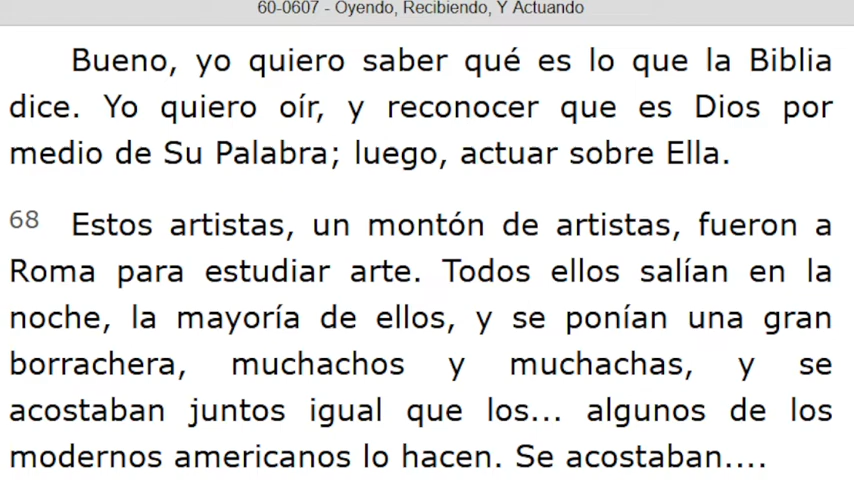 60-0607 - Oyendo, Recibiendo, Y Actuando
Bueno, yo quiero saber qué es lo que la Biblia
dice. Yo quiero oír, y reconocer que es Dios por
medio de Su Palabra; luego, actuar sobre Ella.
68 Estos artistas, un montón de artistas, fueron a
Roma para estudiar arte. Todos ellos salían en la
noche, la mayoría de ellos, y se ponían una gran
borrachera, muchachos y muchachas, y se
acostaban juntos igual que los... algunos de los
modernos americanos lo hacen. Se acostaban....